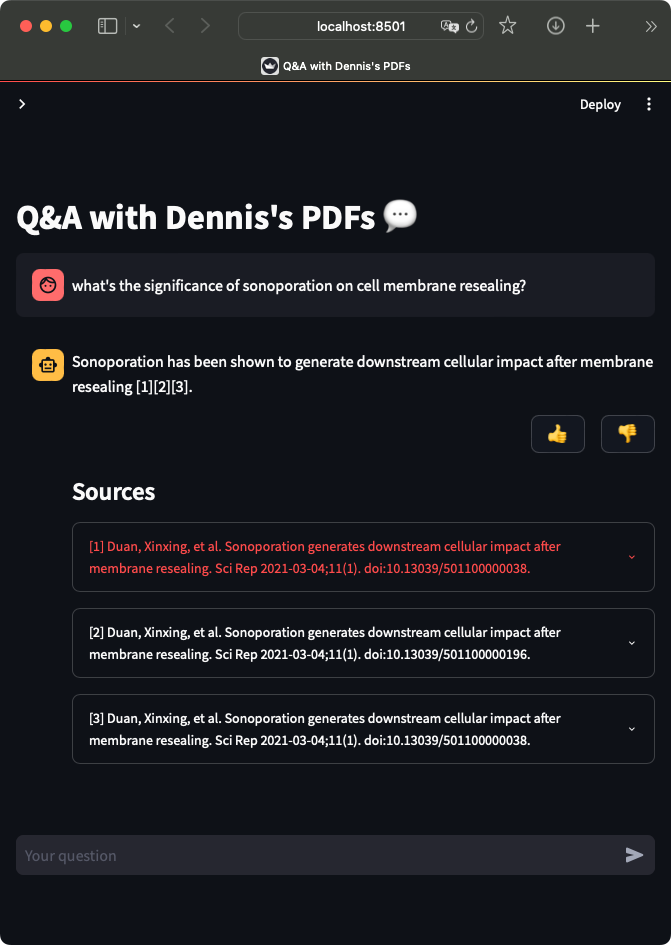 localhost:8501
Q&A with Dennis's PDFs
Deploy
Q&A with Dennis's PDFs
what's the significance of sonoporation on cell membrane resealing?
Sonoporation has been shown to generate downstream cellular impact after membrane
resealing [1][2][3].
Sources
[1] Duan, Xinxing, et al. Sonoporation generates downstream cellular impact after
membrane resealing. Sci Rep 2021-03-04;11(1). doi:10.13039/501100000038.
[2] Duan, Xinxing, et al. Sonoporation generates downstream cellular impact after
membrane resealing. Sci Rep 2021-03-04;11(1). doi:10.13039/501100000196.
[3] Duan, Xinxing, et al. Sonoporation generates downstream cellular impact after
membrane resealing. Sci Rep 2021-03-04;11(1). doi:10.13039/501100000038.
Your question